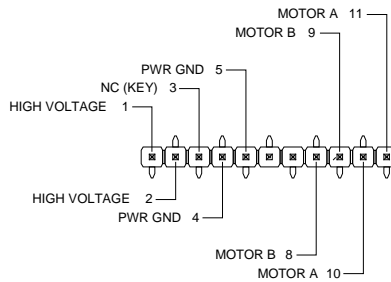 MOTOR A 11
MOTOR B 9
PWR GND 5
NC (KEY) 3
HIGH VOLTAGE 1
HIGH VOLTAGE 2
PWR GND 4
MOTOR B 8
MOTOR A 10